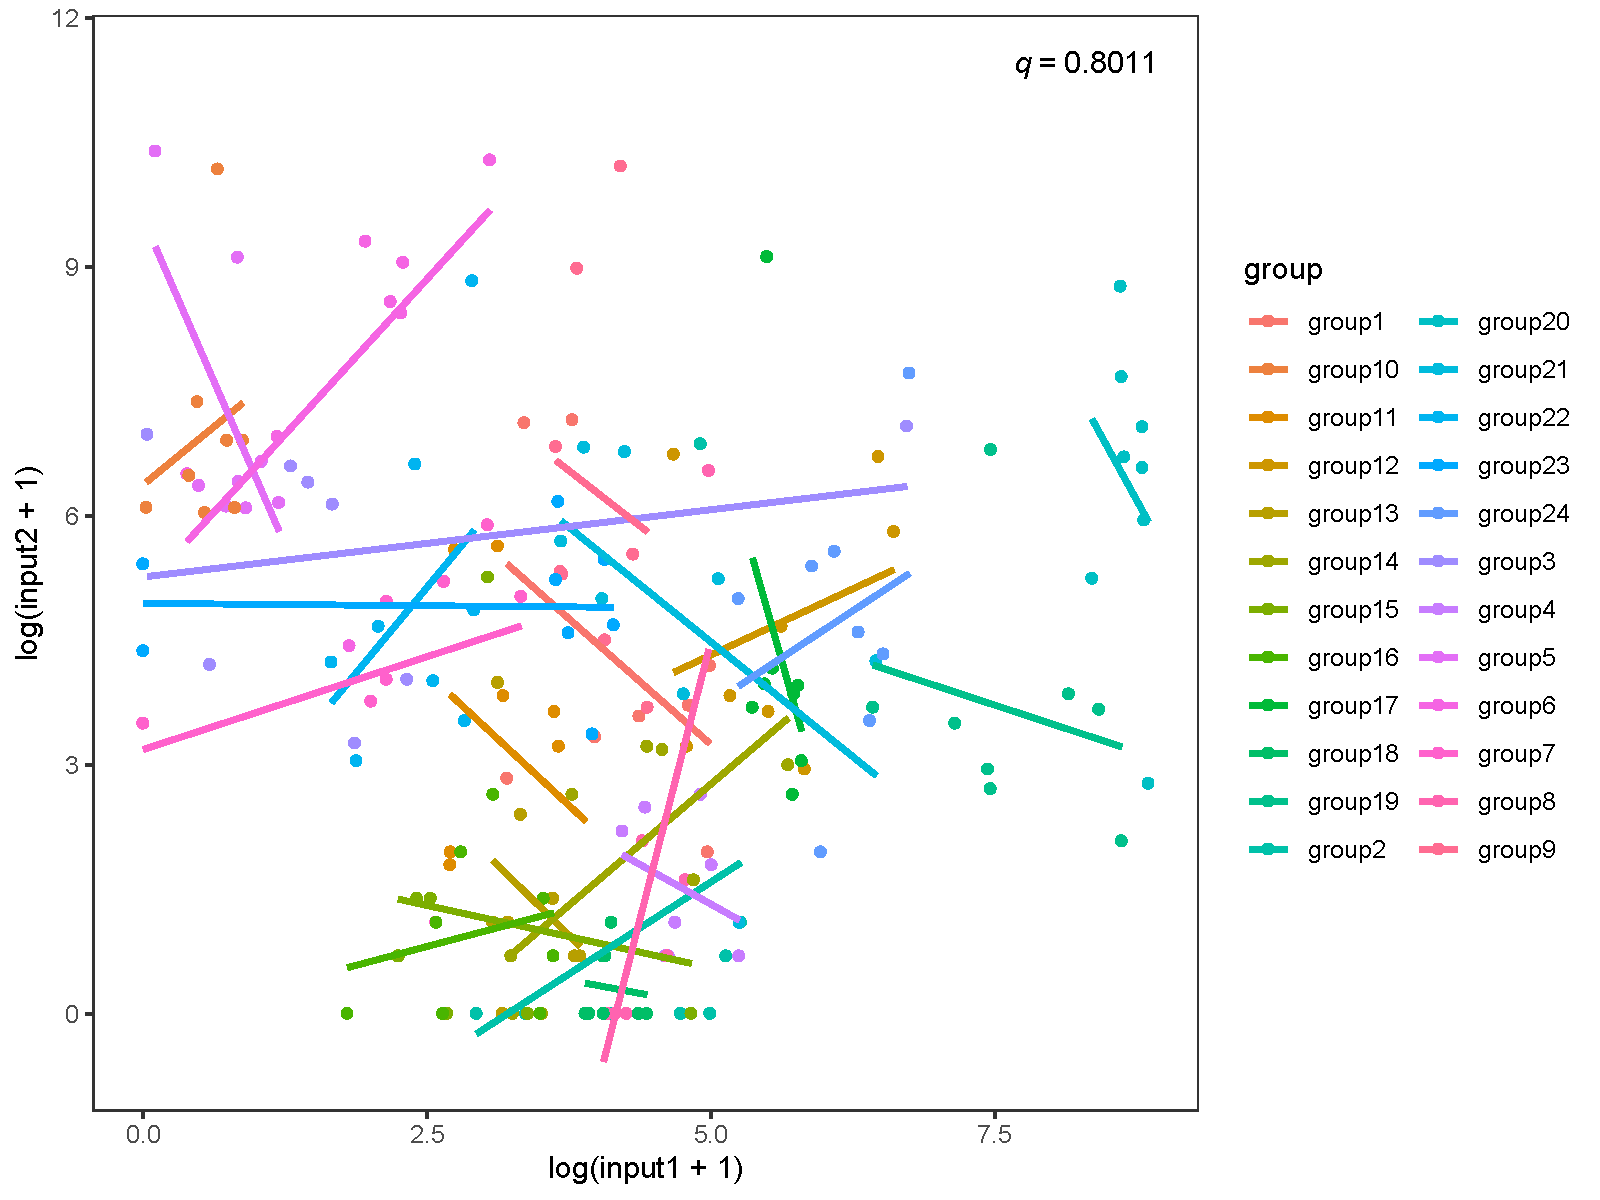 12
q = 0.8011
9
6
3
0
log(input2 + 1)
0.0 2.5 5.0 7.5
log(input1 + 1)
group
group1 group20
group10 group21
group11 group22
group12 group23
group13 group24
group14 group3
group15 group4
group16 group5
group17 group6
group18 group7
group19 group8
group2 group9